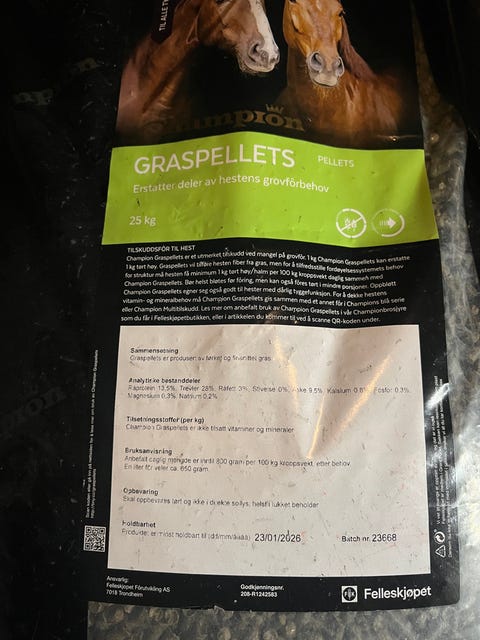 TIL ALLE
Champion
GRASPELLETS PELLETS
Erstatter deler av hestens grovfôrbehov
25 kg
TILSKUDDSFÔR TIL HEST
Champion Graspellets er et utmerket tilskudd ved mangel på grovfôr. 1 kg Champion Graspellets kan erstatte
1 kg tørt høy. Graspellets vil tilføre hesten fiber fra gras, men for å tilfredsstille fordøyelsessystemets behov
for struktur må hesten få minimum 1 kg tørt høy/halm per 100 kg kroppsvekt daglig sammen med
Champion Graspellets. Bør helst bløtes før fôring, men kan også fôres tørt i mindre porsjoner. Oppbløtt
Champion Graspellets egner seg også godt til hester med dårlig tyggefunksjon. For å dekke hestens
vitamin- og mineralbehov må Champion Graspellets gis sammen med et annet fôr i Champions blå serie
eller Champion Multitilskudd. Les mer om anbefalt bruk av Champion Graspellets i vår Championbrosjyre
som du får i Felleskjøpetbutikken, eller i artikkelen du kommer til ved å scanne QR-koden under.
Sammensetning
Graspellets er produsert av tørket og finsnittet gras.
Analytiske bestanddeler
Råprotein 13,5%, Trevler 28%, Råfett 3%, Stivelse 0%, Aske 9,5%, Kalsium 0,6%, Fosfor 0,3%,
Magnesium 0,3%, Natrium 0,2%
Tilsetningsstoffer (per kg)
Champion Graspellets er ikke tilsatt vitaminer og mineraler
Bruksanvisning
Anbefalt daglig mengde er inntil 800 gram per 100 kg kroppsvekt, etter behov
En liter fôr veier ca. 650 gram.
Oppbevaring
Skal oppbevares tørt og ikke i direkte sollys, helst i lukket beholder
Holdbarhet
Produktet er minst holdbart til (dd/mm/åååå) 23/01/2026 Batch nr. 23668
Ansvarlig:
Felleskjøpet Fôrutvikling AS
7018 Trondheim
Godkjenningsnr.
208-R1242583
FK Felleskjøpet